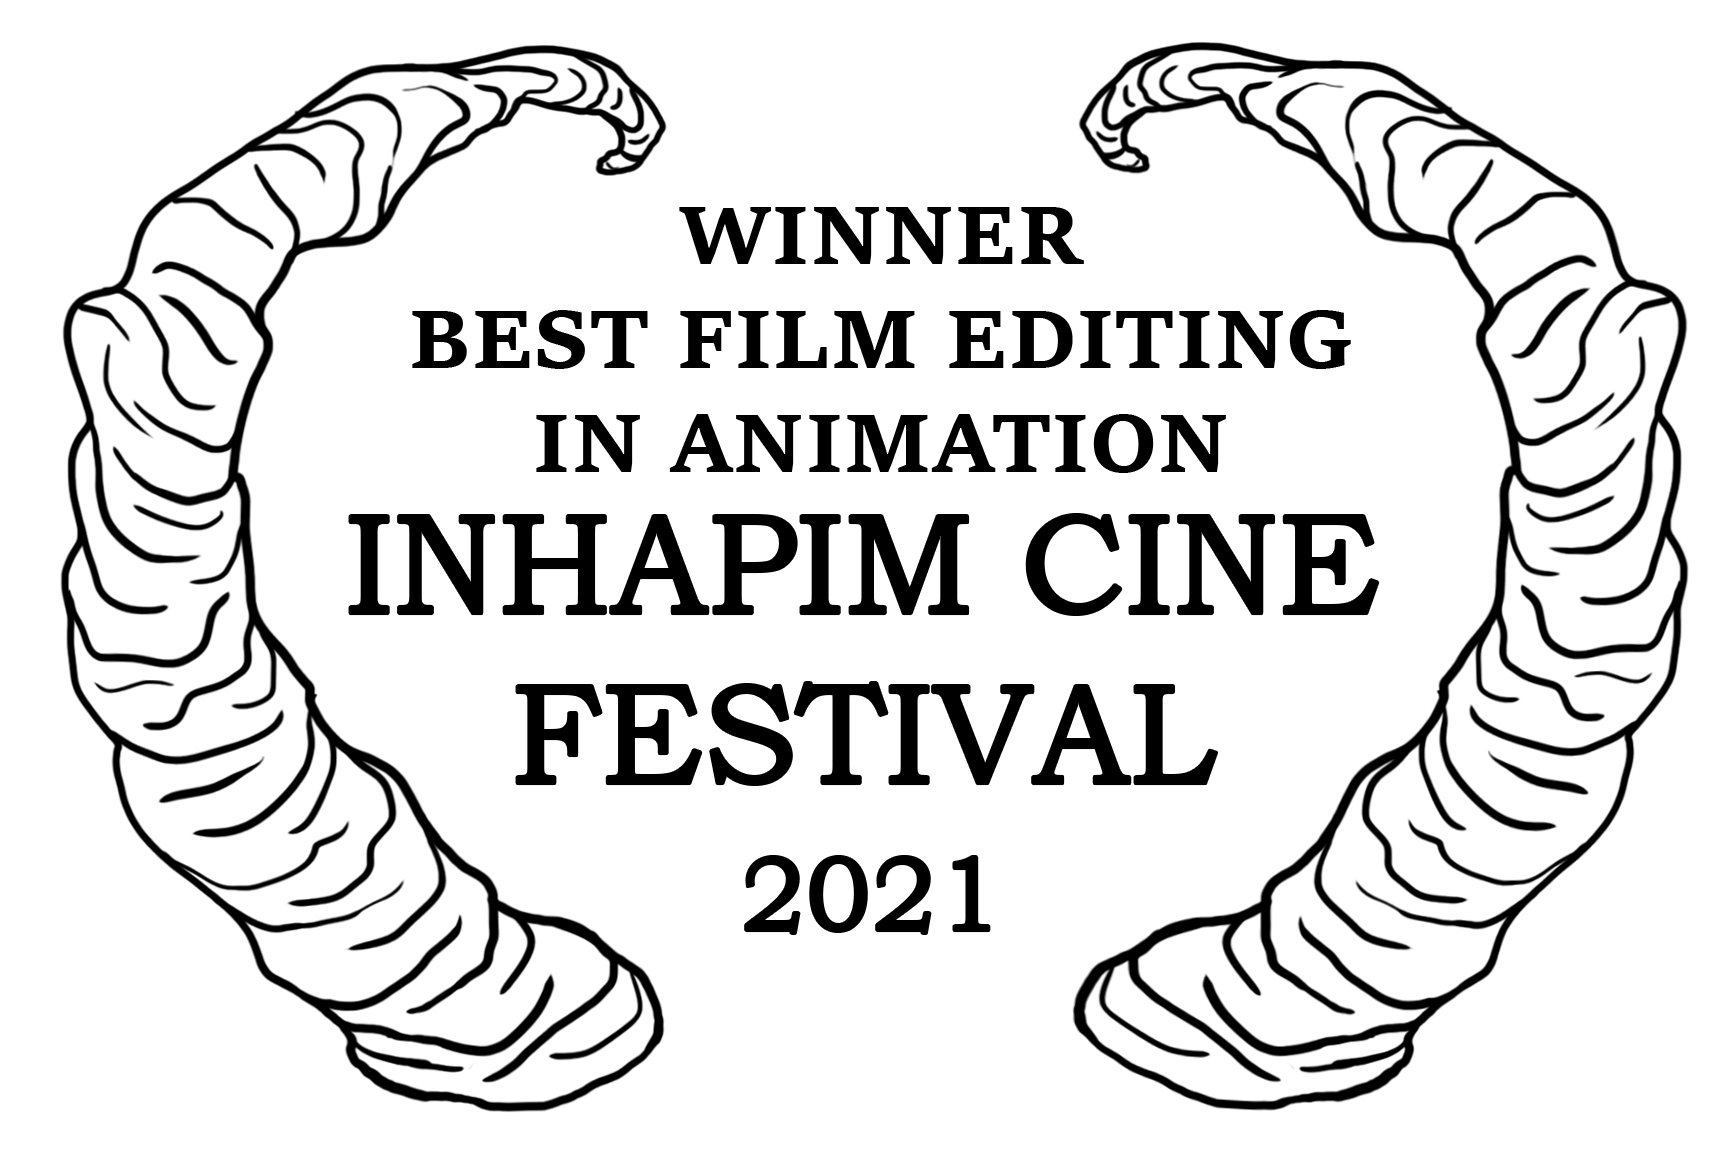 WINNER
BEST FILM EDITING
IN ANIMATION
INHAPIM CINE
FESTIVAL
2021